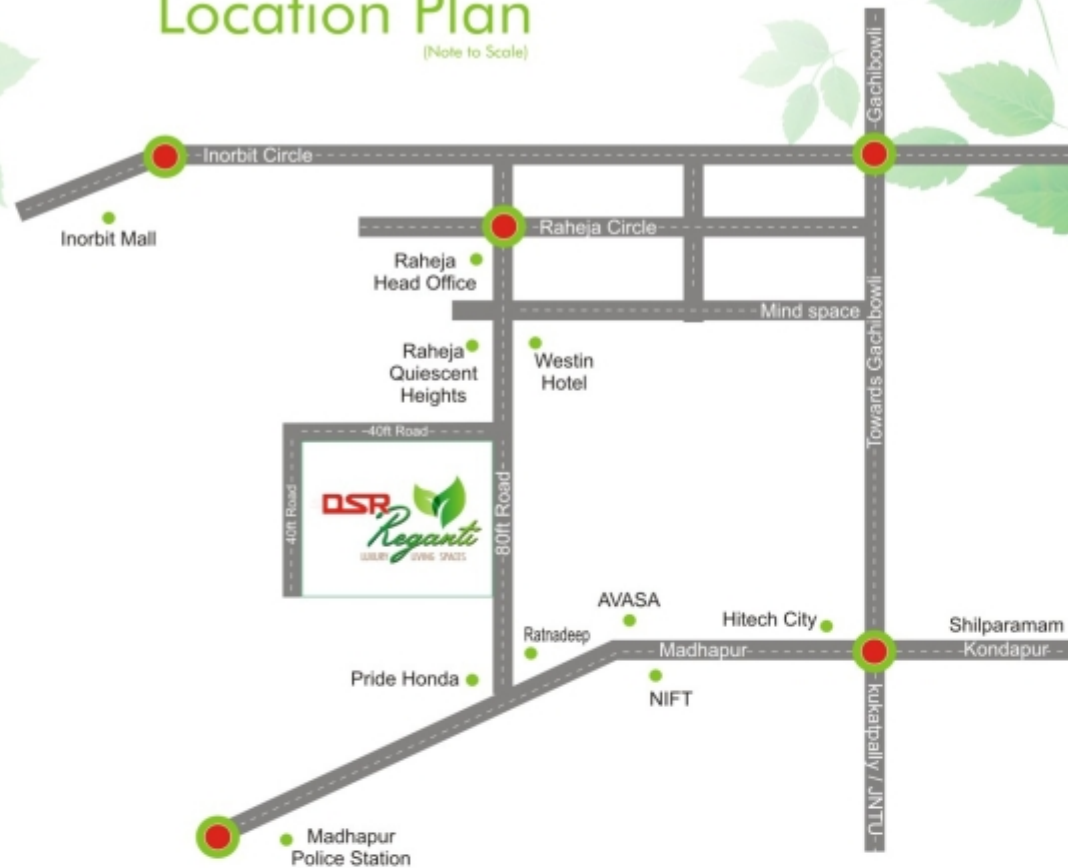 Location Plan
(Note to Scale)
Gachibowli
Inorbit Circle
Inorbit Mall
Raheja Circle
Raheja
Head Office
Mind space
Towards Gachibowli
Raheja
Quiescent
Heights
Westin
Hotel
40ft Road
40ft Road
DSR
Reganti
LUXURY LIVING SPACES
80ft Road
AVASA
Hitech City
Shilparamam
Ratnadeep
Madhapur
Kondapur
Pride Honda
NIFT
kukatpally / JNTU
Madhapur
Police Station